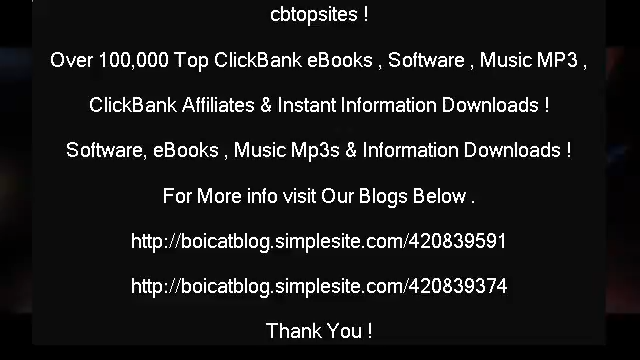 cbtopsites !
Over 100,000 Top ClickBank eBooks , Software , Music MP3 ,
ClickBank Affiliates & Instant Information Downloads !
Software, eBooks , Music Mp3s & Information Downloads !
For More info visit Our Blogs Below .
http://boicatblog.simplesite.com/420839591
http://boicatblog.simplesite.com/420839374
Thank You !